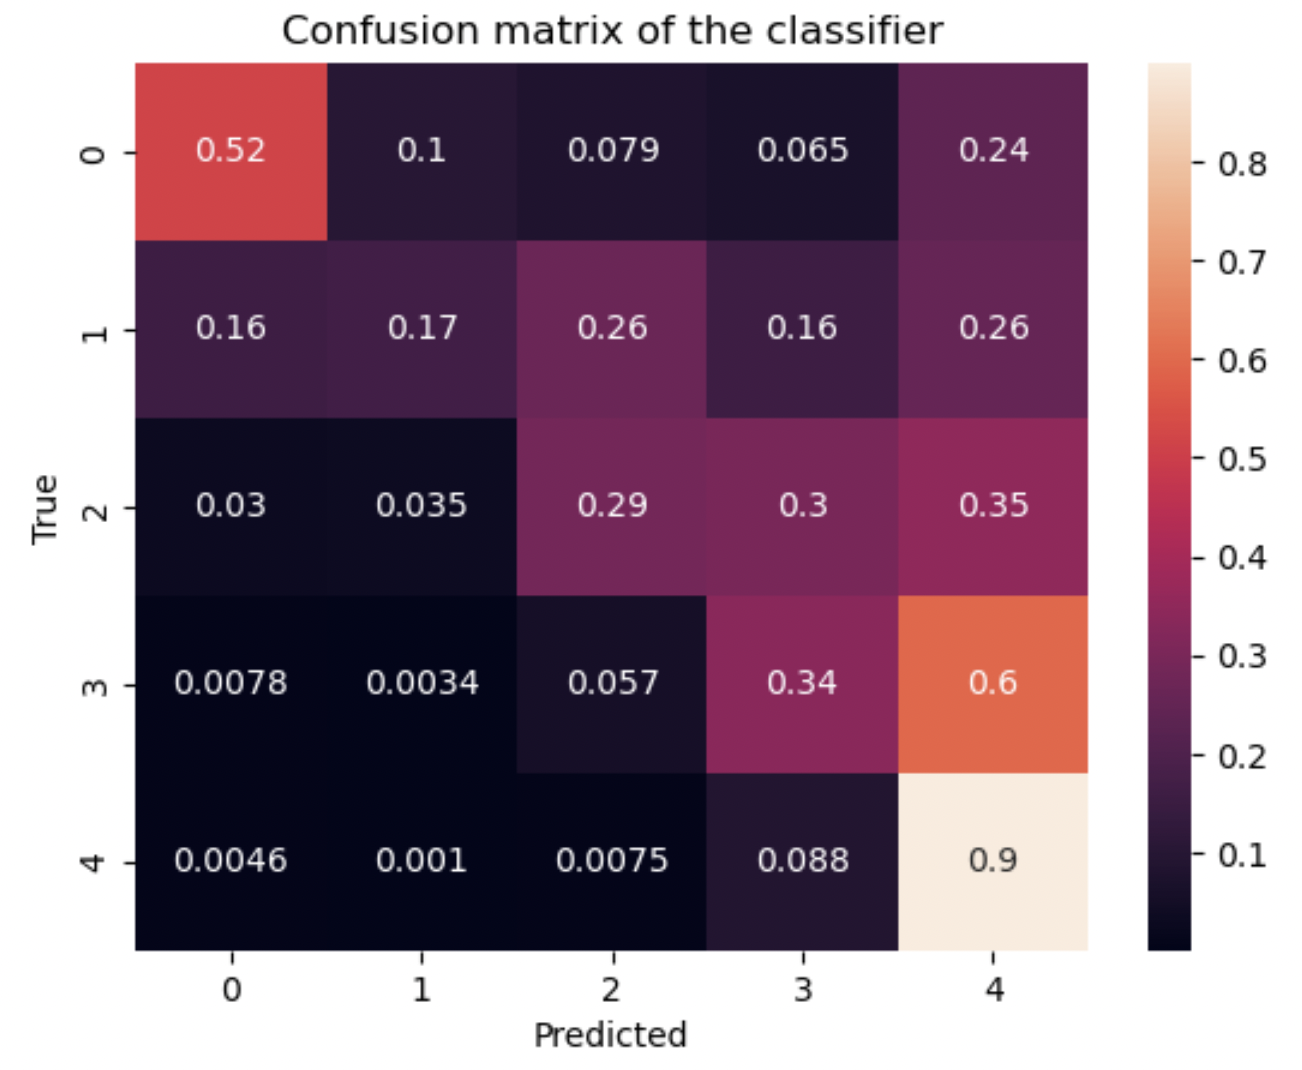 Confusion matrix of the classifier
0 0.52 0.1 0.079 0.065 0.24
1 0.16 0.17 0.26 0.16 0.26
2 0.03 0.035 0.29 0.3 0.35
3 0.0078 0.0034 0.057 0.34 0.6
4 0.0046 0.001 0.0075 0.088 0.9
True
0 1 2 3 4
Predicted
0.8
0.7
0.6
0.5
0.4
0.3
0.2
0.1